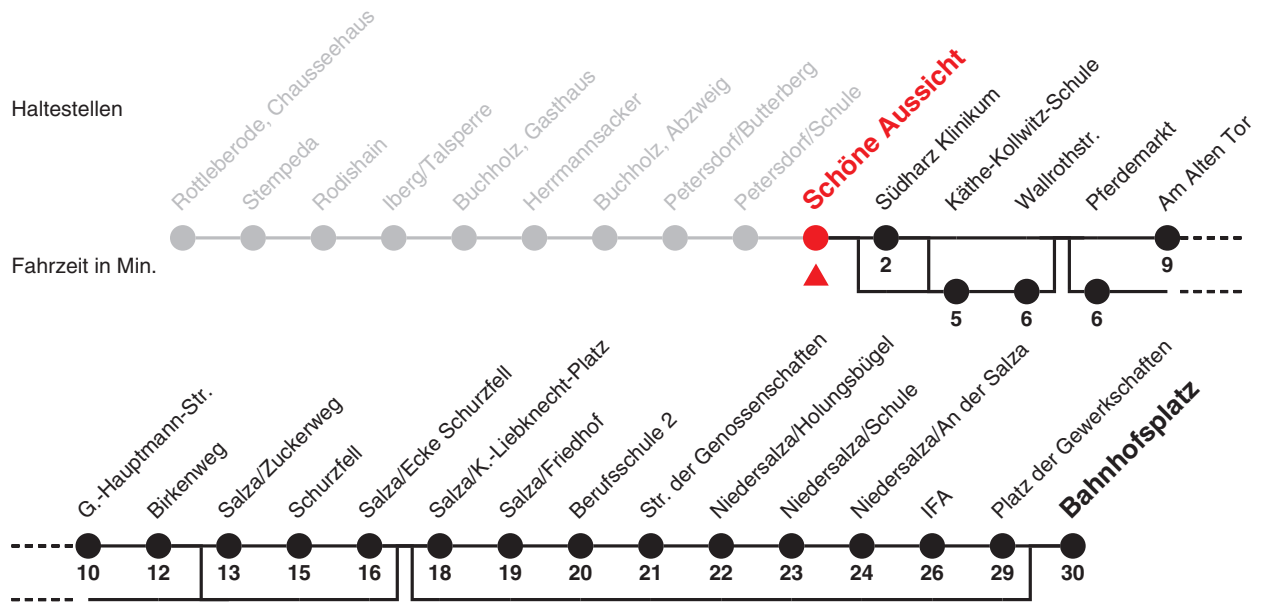 Haltestellen
Rottleberode, Chausseehaus
Stempeda
Rodishain
Iberg/Talsperre
Buchholz, Gasthaus
Herrmannsacker
Buchholz, Abzweig
Petersdorf/Butterberg
Petersdorf/Schule
Schöne Aussicht
Südharz Klinikum
Käthe-Kollwitz-Schule
Wallrothstr.
Pferdemarkt
Am Alten Tor
Fahrzeit in Min.
2
9
5
6
6
G.-Hauptmann-Str.
Birkenweg
Salza/Zuckerweg
Schurzfell
Salza/Ecke Schurzfell
Salza/K.-Liebknecht-Platz
Salza/Friedhof
Berufsschule 2
Str. der Genossenschaften
Niedersalza/Holungsbügel
Niedersalza/Schule
Niedersalza/An der Salza
IFA
Platz der Gewerkschaften
Bahnhofsplatz
10
12
13
15
16
18
19
20
21
22
23
24
26
29
30